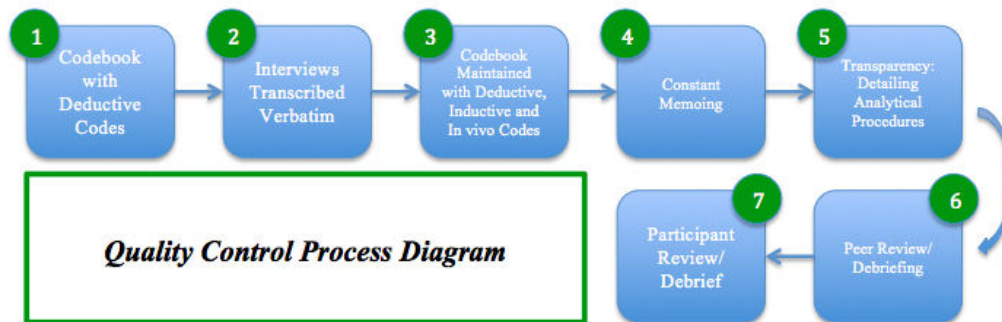 1
Codebook
with
Deductive
Codes
2
Interviews
Transcribed
Verbatim
3
Codebook
Maintained
with Deductive,
Inductive and
In vivo Codes
4
Constant
Memoing
5
Transparency:
Detailing
Analytical
Procedures
6
Peer Review/
Debriefing
7
Participant
Review/
Debrief
Quality Control Process Diagram